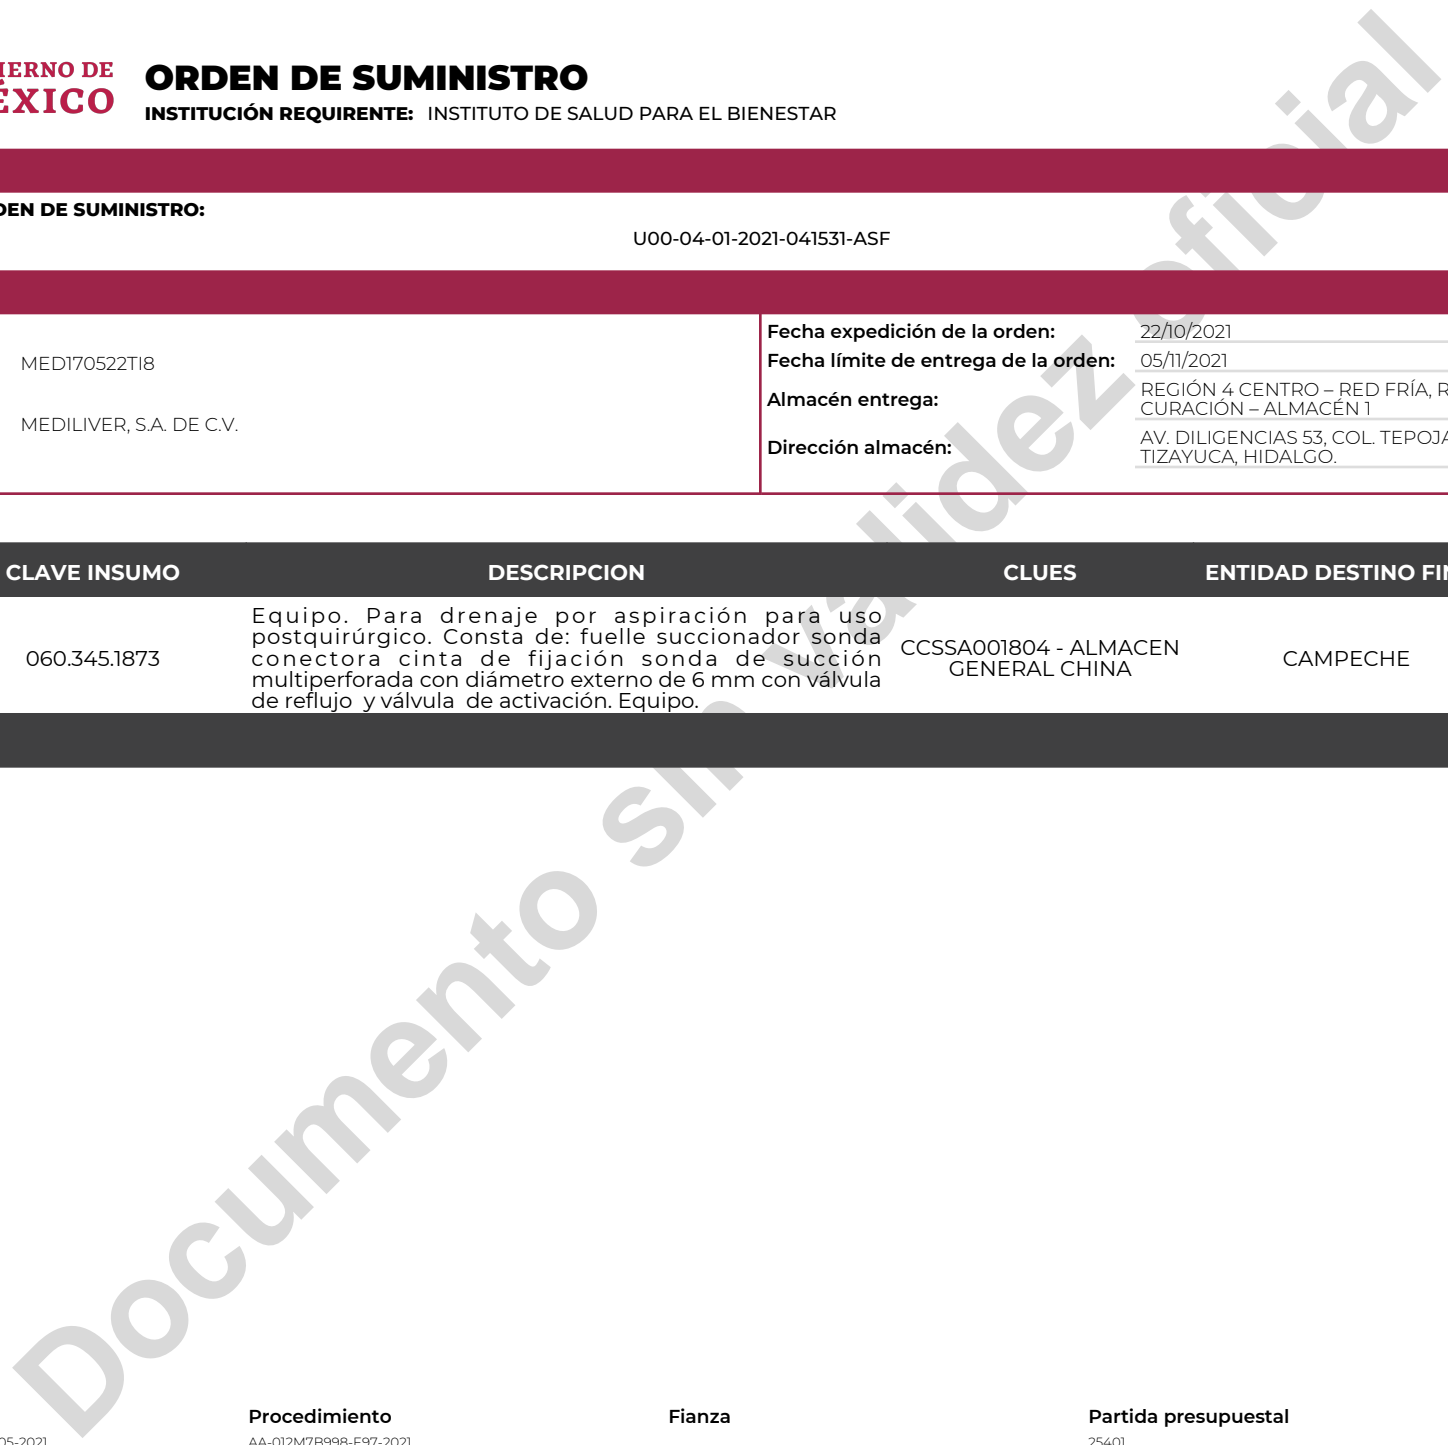 ORDEN DE SUMINISTRO
INSTITUCIÓN REQUIRENTE: INSTITUTO DE SALUD PARA EL BIENESTAR
DE SUMINISTRO:
U00-04-01-2021-041531-ASF
MED170522TI8
MEDILIVER, S.A. DE C.V.
Fecha expedición de la orden: 22/10/2021
Fecha límite de entrega de la orden: 05/11/2021
Almacén entrega: REGIÓN 4 CENTRO – RED FRÍA,
CURACIÓN – ALMACÉN 1
Dirección almacén: AV. DILIGENCIAS 53, COL.
TIZAYUCA, HIDALGO.
CLAVE INSUMO DESCRIPCION CLUES ENTIDAD DESTINO
060.345.1873
Equipo. Para drenaje por aspiración para uso
postquirúrgico. Consta de: fuelle succionador sonda
conectora cinta de fijación sonda de succión
multiperforada con diámetro externo de 6 mm con válvula
de reflujo y válvula de activación. Equipo.
CCSSA001804 - ALMACEN
GENERAL CHINA
CAMPECHE
Documento sin validez oficial
Procedimiento Fianza Partida presupuestal
AA-012M7B998-E97-2021 25401